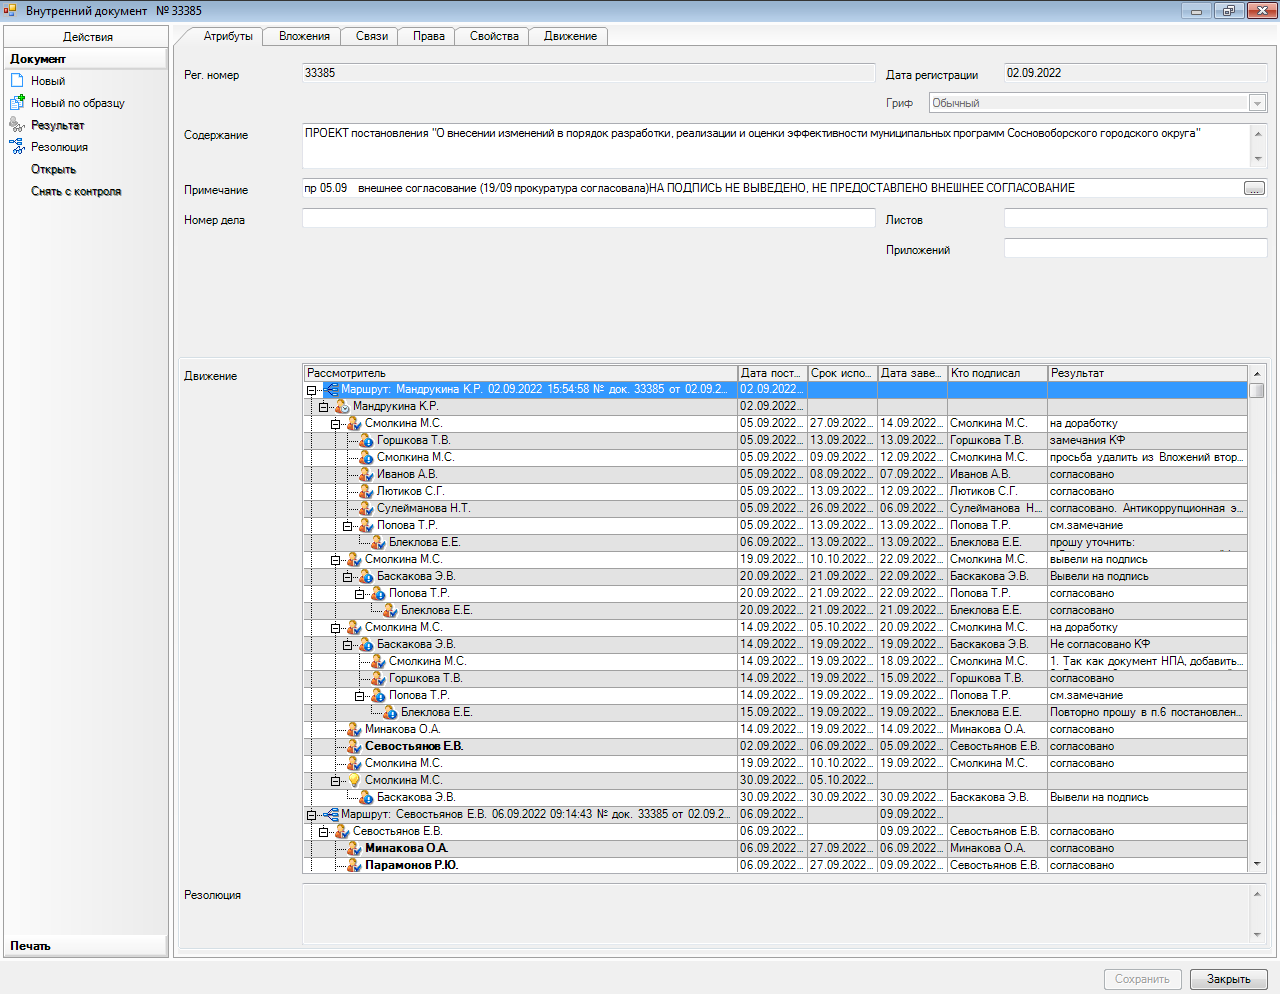 Внутренний документ № 33385
Действия
Документ
Новый
Новый по образцу
Результат
Резолюция
Открыть
Снять с контроля
Печать
Атрибуты Вложения Связи Права Свойства Движение
Рег. номер 33385 Дата регистрации 02.09.2022
Гриф Обычный
Содержание ПРОЕКТ постановления "О внесении изменений в порядок разработки, реализации и оценки эффективности муниципальных программ Сосновоборского городского округа"
Примечание пр 05.09 внешнее согласование (19/09 прокуратура согласовала)НА ПОДПИСЬ НЕ ВЫВЕДЕНО, НЕ ПРЕДОСТАВЛЕНО ВНЕШНЕЕ СОГЛАСОВАНИЕ ...
Номер дела Листов
Приложений
Движение
Рассмотритель Дата пост... Срок испо... Дата заве... Кто подписал Результат
Маршрут: Мандрукина К.Р. 02.09.2022 15:54:58 № док. 33385 от 02.09.2... 02.09.2022...
Мандрукина К.Р. 02.09.2022...
Смолкина М.С. 05.09.2022... 27.09.2022... 14.09.2022... Смолкина М.С. на доработку
Горшкова Т.В. 05.09.2022... 13.09.2022... 13.09.2022... Горшкова Т.В. замечания КФ
Смолкина М.С. 05.09.2022... 09.09.2022... 12.09.2022... Смолкина М.С. просьба удалить из Вложений втор...
Иванов А.В. 05.09.2022... 08.09.2022... 07.09.2022... Иванов А.В. согласовано
Лютиков С.Г. 05.09.2022... 13.09.2022... 12.09.2022... Лютиков С.Г. согласовано
Сулейманова Н.Т. 05.09.2022... 26.09.2022... 06.09.2022... Сулейманова Н.... согласовано. Антикоррупционная э...
Попова Т.Р. 05.09.2022... 13.09.2022... 13.09.2022... Попова Т.Р. см.замечание
Блеклова Е.Е. 06.09.2022... 13.09.2022... 13.09.2022... Блеклова Е.Е. прошу уточнить:
Смолкина М.С. 19.09.2022... 10.10.2022... 22.09.2022... Смолкина М.С. вывели на подпись
Баскакова Э.В. 20.09.2022... 21.09.2022... 22.09.2022... Баскакова Э.В. Вывели на подпись
Попова Т.Р. 20.09.2022... 21.09.2022... 22.09.2022... Попова Т.Р. согласовано
Блеклова Е.Е. 20.09.2022... 21.09.2022... 21.09.2022... Блеклова Е.Е. согласовано
Смолкина М.С. 14.09.2022... 05.10.2022... 20.09.2022... Смолкина М.С. на доработку
Баскакова Э.В. 14.09.2022... 19.09.2022... 19.09.2022... Баскакова Э.В. Не согласовано КФ
Смолкина М.С. 14.09.2022... 19.09.2022... 18.09.2022... Смолкина М.С. 1. Так как документ НПА, добавить...
Горшкова Т.В. 14.09.2022... 19.09.2022... 15.09.2022... Горшкова Т.В. согласовано
Попова Т.Р. 14.09.2022... 19.09.2022... 19.09.2022... Попова Т.Р. см.замечание
Блеклова Е.Е. 15.09.2022... 19.09.2022... 19.09.2022... Блеклова Е.Е. Повторно прошу в п.6 постановлен...
Минакова О.А. 14.09.2022... 19.09.2022... 14.09.2022... Минакова О.А. согласовано
Севостьянов Е.В. 02.09.2022... 06.09.2022... 05.09.2022... Севостьянов Е.В. согласовано
Смолкина М.С. 19.09.2022... 10.10.2022... 19.09.2022... Смолкина М.С. согласовано
Смолкина М.С. 30.09.2022... 05.10.2022...
Баскакова Э.В. 30.09.2022... 30.09.2022... 30.09.2022... Баскакова Э.В. Вывели на подпись
Маршрут: Севостьянов Е.В. 06.09.2022 09:14:43 № док. 33385 от 02.09.2... 06.09.2022... 09.09.2022...
Севостьянов Е.В. 06.09.2022... 09.09.2022... Севостьянов Е.В. согласовано
Минакова О.А. 06.09.2022... 27.09.2022... 06.09.2022... Минакова О.А. согласовано
Парамонов Р.Ю. 06.09.2022... 27.09.2022... 09.09.2022... Севостьянов Е.В. согласовано
Резолюция
Сохранить Закрыть